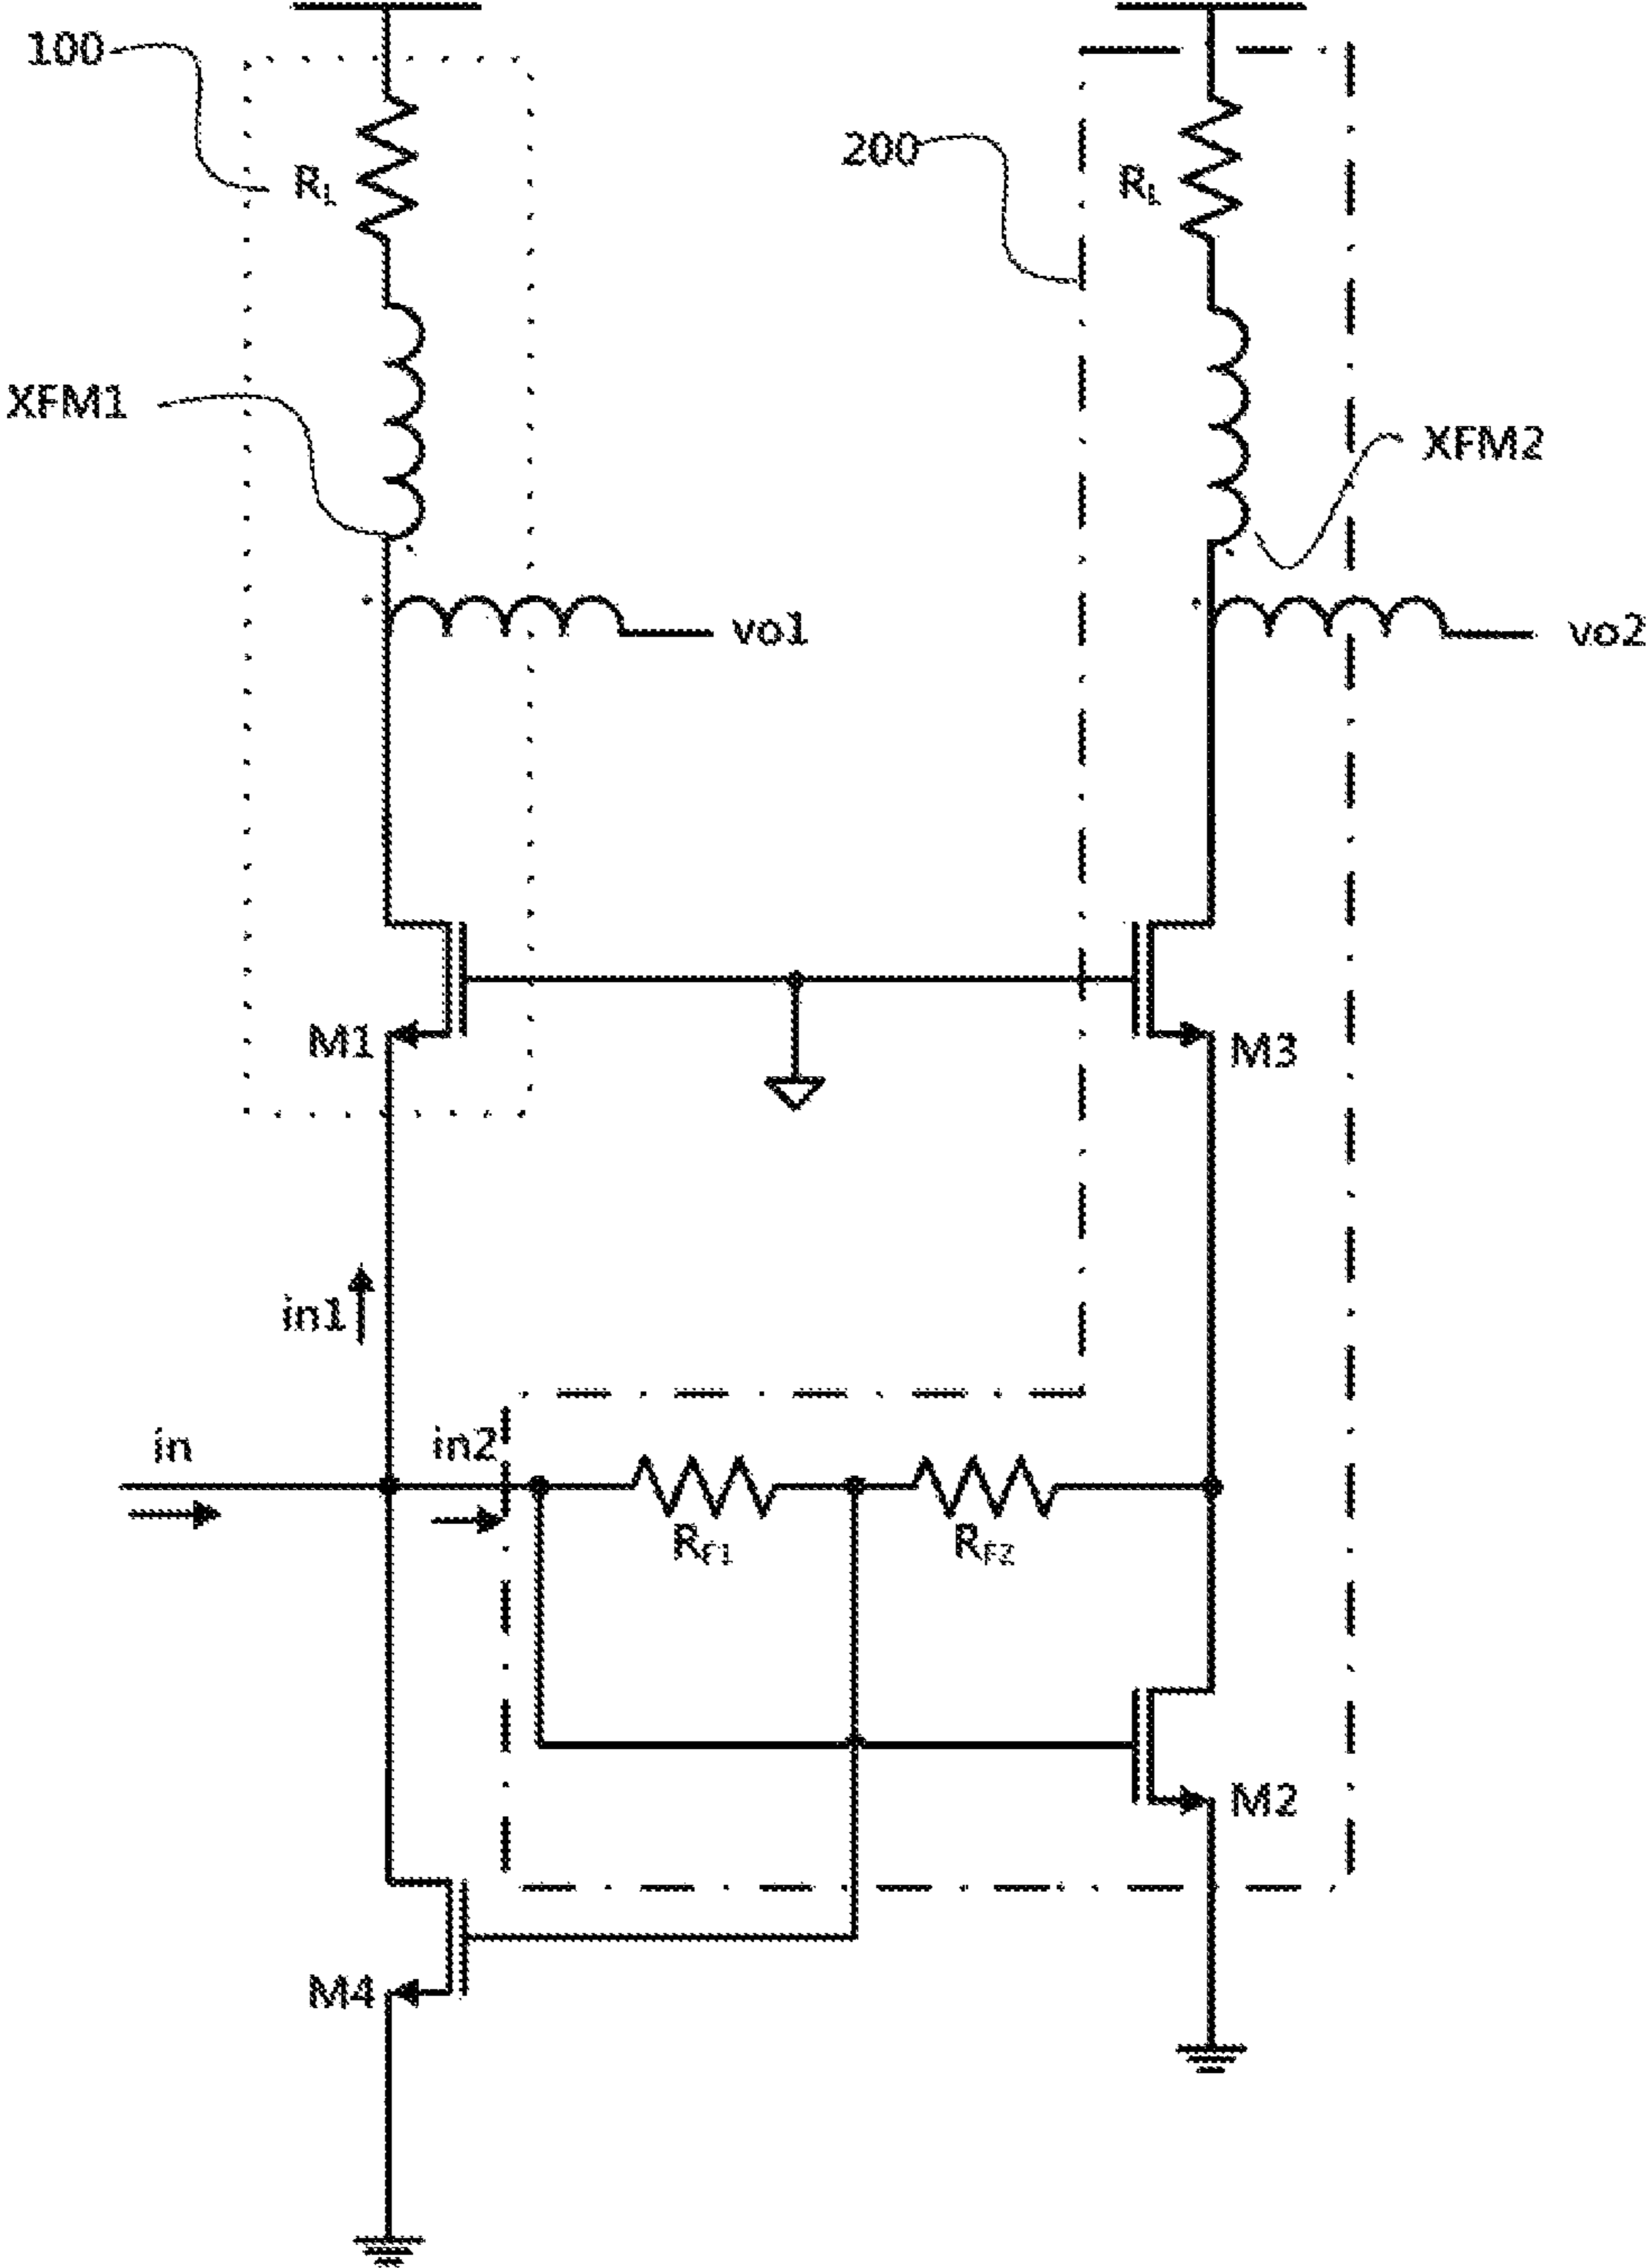 100
200
RL
RL
XFM1
XFM2
vo1
vo2
M1
M3
in1
in
in2
RF1
RF2
M2
M4